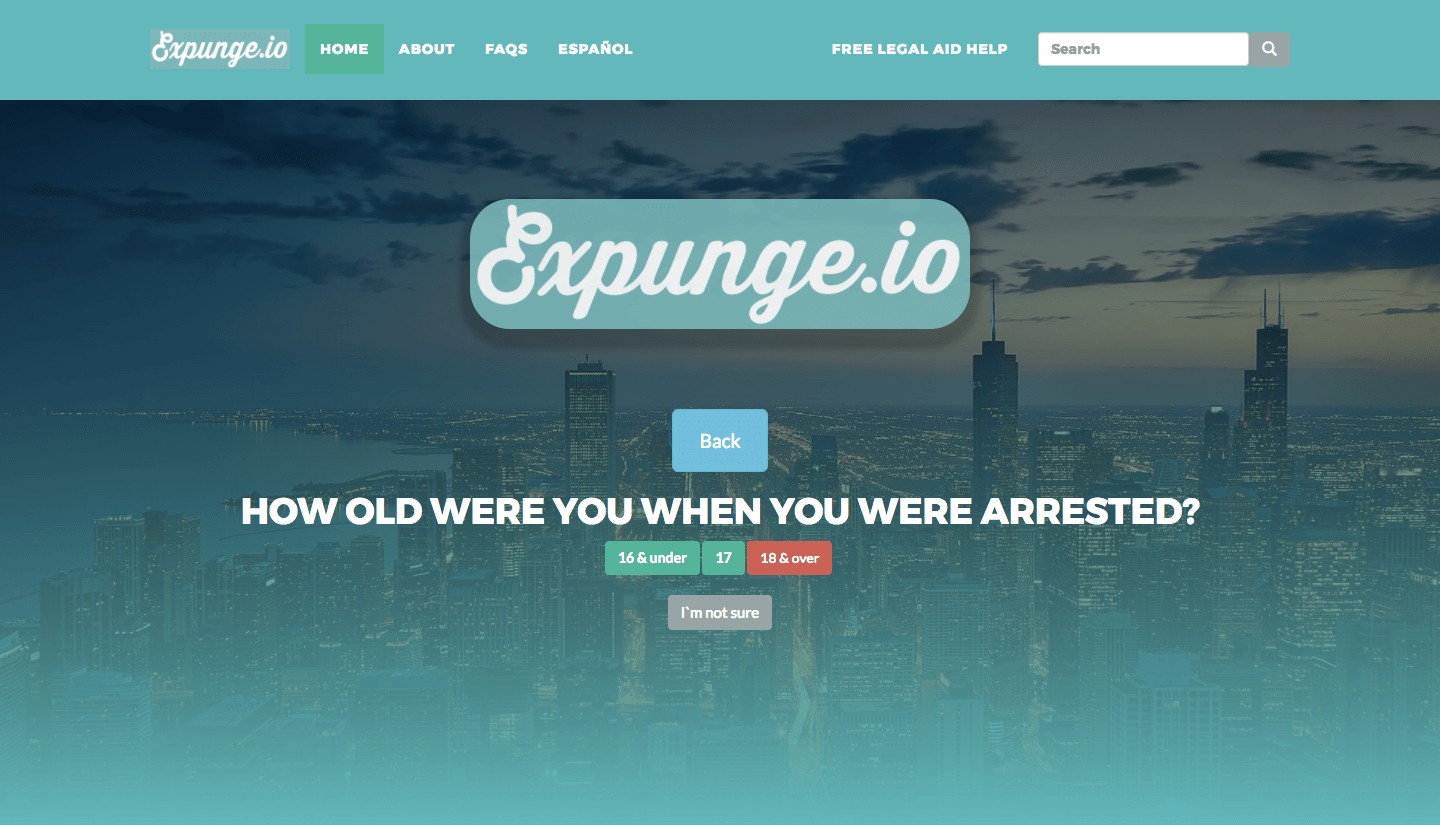 Expunge.io HOME ABOUT FAQS ESPAÑOL FREE LEGAL AID HELP Search
Expunge.io
Back
HOW OLD WERE YOU WHEN YOU WERE ARRESTED?
16 & under 17 18 & over
I`m not sure